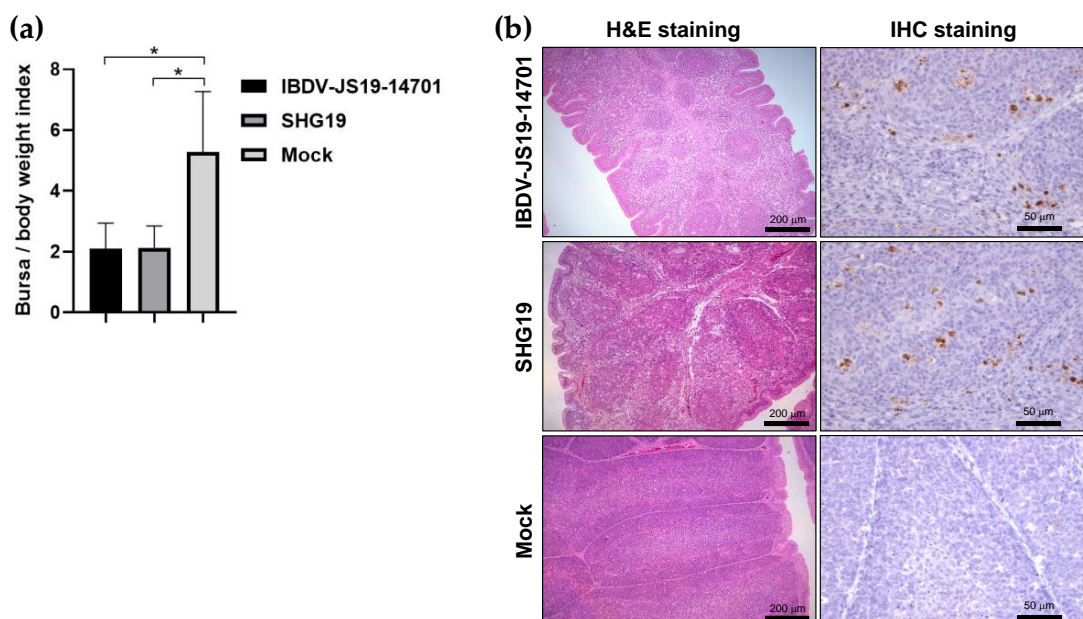 (a)
*
*
8
6
4
2
0
Bursa / body weight index
IBDV-JS19-14701
SHG19
Mock
(b)
H&E staining
IHC staining
IBDV-JS19-14701
200 µm
50 µm
SHG19
200 µm
50 µm
Mock
200 µm
50 µm